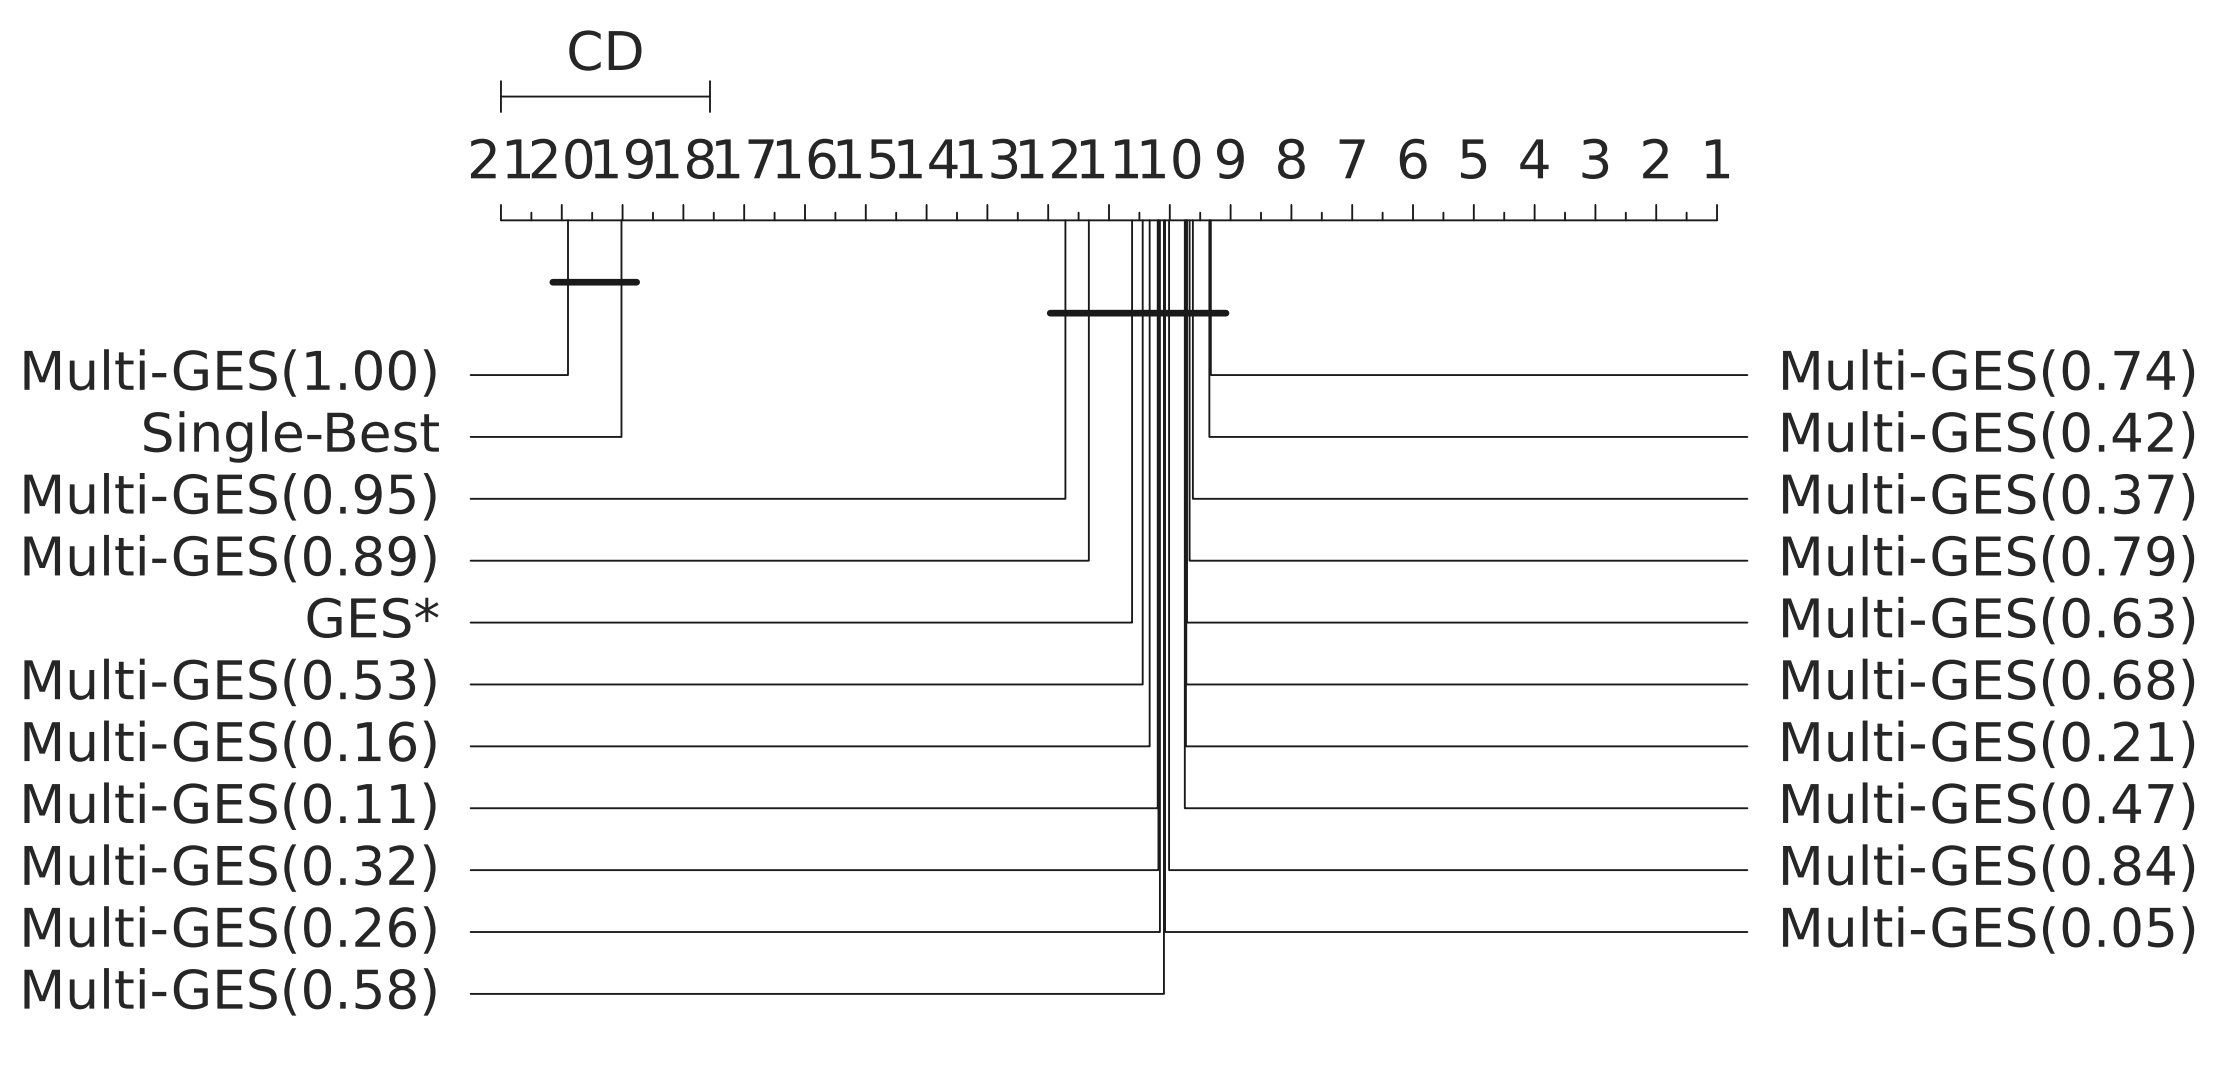 CD
21 20 19 18 17 16 15 14 13 12 11 10 9 8 7 6 5 4 3 2 1
Multi-GES(1.00) Multi-GES(0.74)
Single-Best Multi-GES(0.42)
Multi-GES(0.95) Multi-GES(0.37)
Multi-GES(0.89) Multi-GES(0.79)
GES* Multi-GES(0.63)
Multi-GES(0.53) Multi-GES(0.68)
Multi-GES(0.16) Multi-GES(0.21)
Multi-GES(0.11) Multi-GES(0.47)
Multi-GES(0.32) Multi-GES(0.84)
Multi-GES(0.26) Multi-GES(0.05)
Multi-GES(0.58)